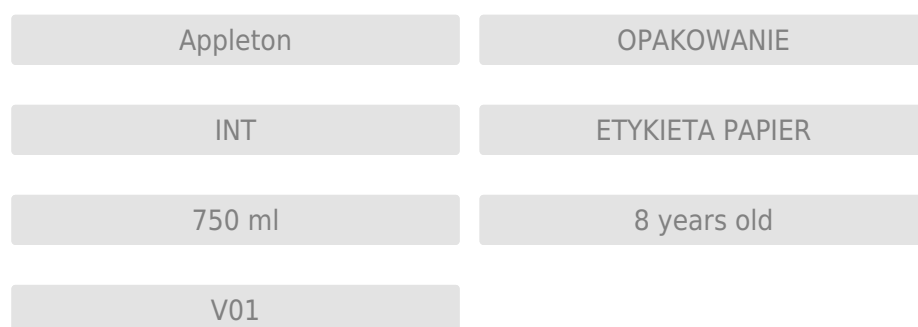 Appleton
OPAKOWANIE
INT
ETYKIETA PAPIER
750 ml
8 years old
V01